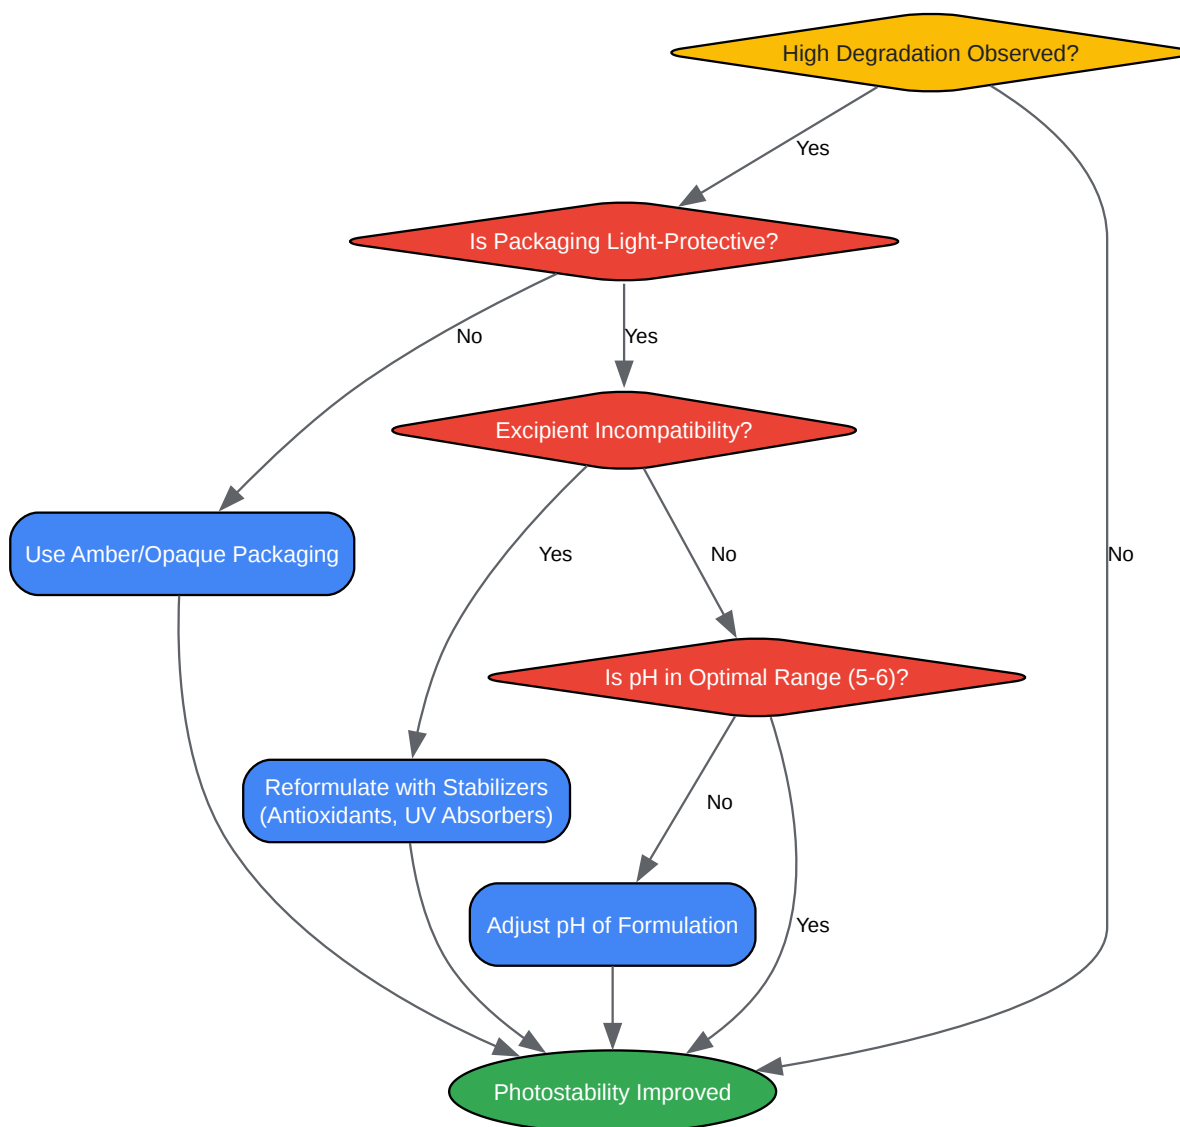 High Degradation Observed?
Yes
Is Packaging Light-Protective?
No
Yes
Excipient Incompatibility?
Use Amber/Opaque Packaging
Yes
No
No
Is pH in Optimal Range (5-6)?
Reformulate with Stabilizers
(Antioxidants, UV Absorbers)
No
Adjust pH of Formulation
Yes
Photostability Improved